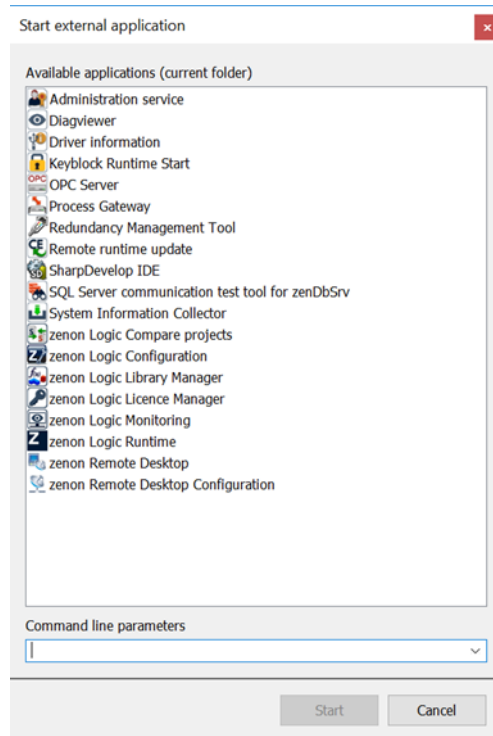 Start external application
Available applications (current folder)
Administration service
Diagviewer
Driver information
Keyblock Runtime Start
OPC Server
Process Gateway
Redundancy Management Tool
Remote runtime update
SharpDevelop IDE
SQL Server communication test tool for zenDbSrv
System Information Collector
zenon Logic Compare projects
zenon Logic Configuration
zenon Logic Library Manager
zenon Logic Licence Manager
zenon Logic Monitoring
zenon Logic Runtime
zenon Remote Desktop
zenon Remote Desktop Configuration
Command line parameters
Start Cancel